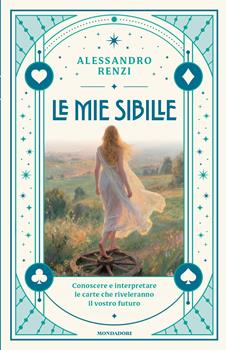 ALESSANDRO
RENZI
LE MIE SIBILLE
Conoscere e interpretare
le carte che riveleranno
il vostro futuro
MONDADORI